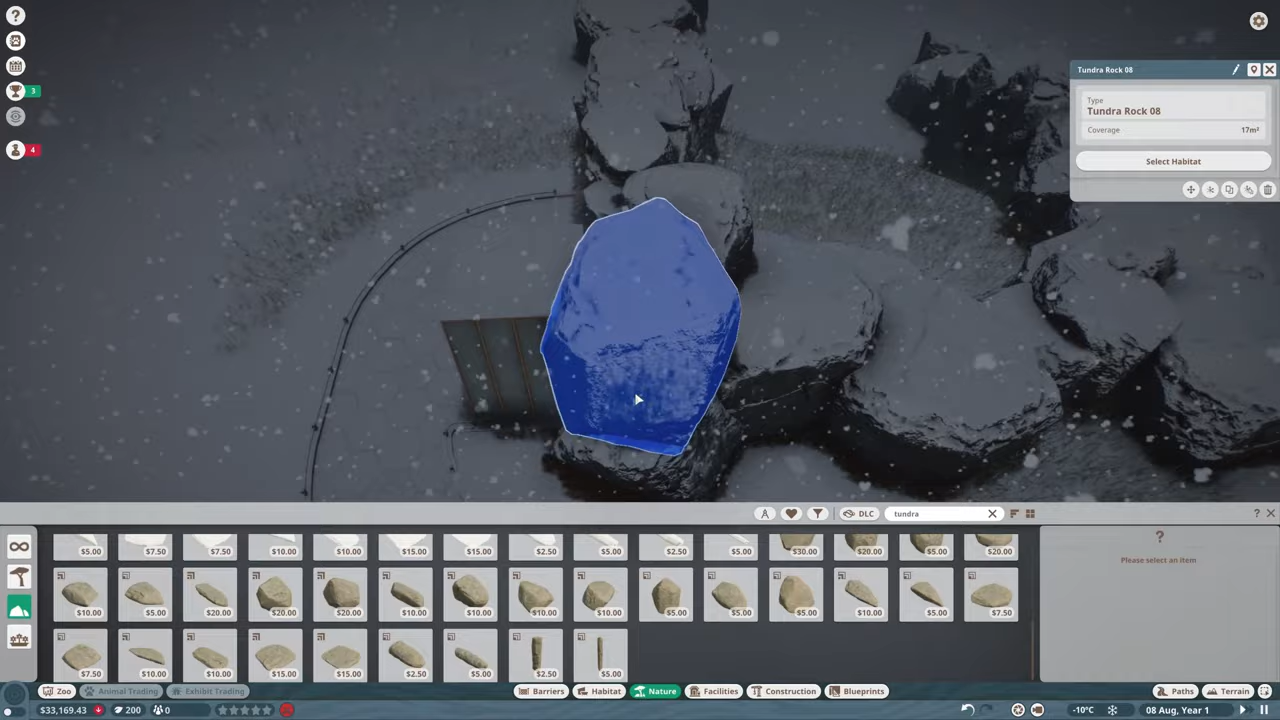 ?
3
4
Tundra Rock 08
Type
Tundra Rock 08
Coverage 17m²
Select Habitat
DLC tundra
?
$5.00 $7.50 $7.50 $10.00 $10.00 $15.00 $15.00 $2.50 $5.00 $2.50 $5.00 $30.00 $20.00 $5.00 $20.00
?
Please select an item
$10.00 $5.00 $20.00 $20.00 $20.00 $10.00 $10.00 $10.00 $10.00 $5.00 $5.00 $5.00 $10.00 $5.00 $7.50
$7.50 $10.00 $10.00 $15.00 $15.00 $2.50 $5.00 $2.50 $5.00
Zoo Animal Trading Exhibit Trading Barriers Habitat Nature Facilities Construction Blueprints Paths Terrain
$33,169.43 200 0 -10°C 08 Aug, Year 1